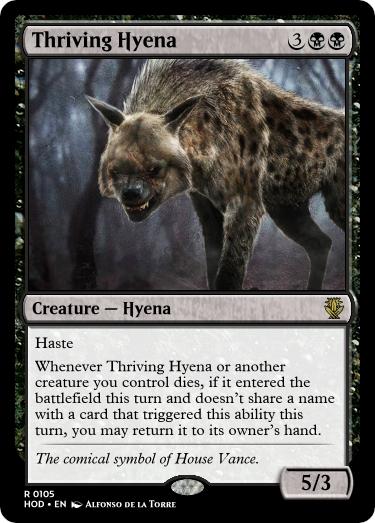 Thriving Hyena 3
Creature — Hyena
Haste
Whenever Thriving Hyena or another
creature you control dies, if it entered the
battlefield this turn and doesn't share a name
with a card that triggered this ability this
turn, you may return it to its owner's hand.
The comical symbol of House Vance.
5/3
R 0105
HOD • EN Alfonso de la Torre